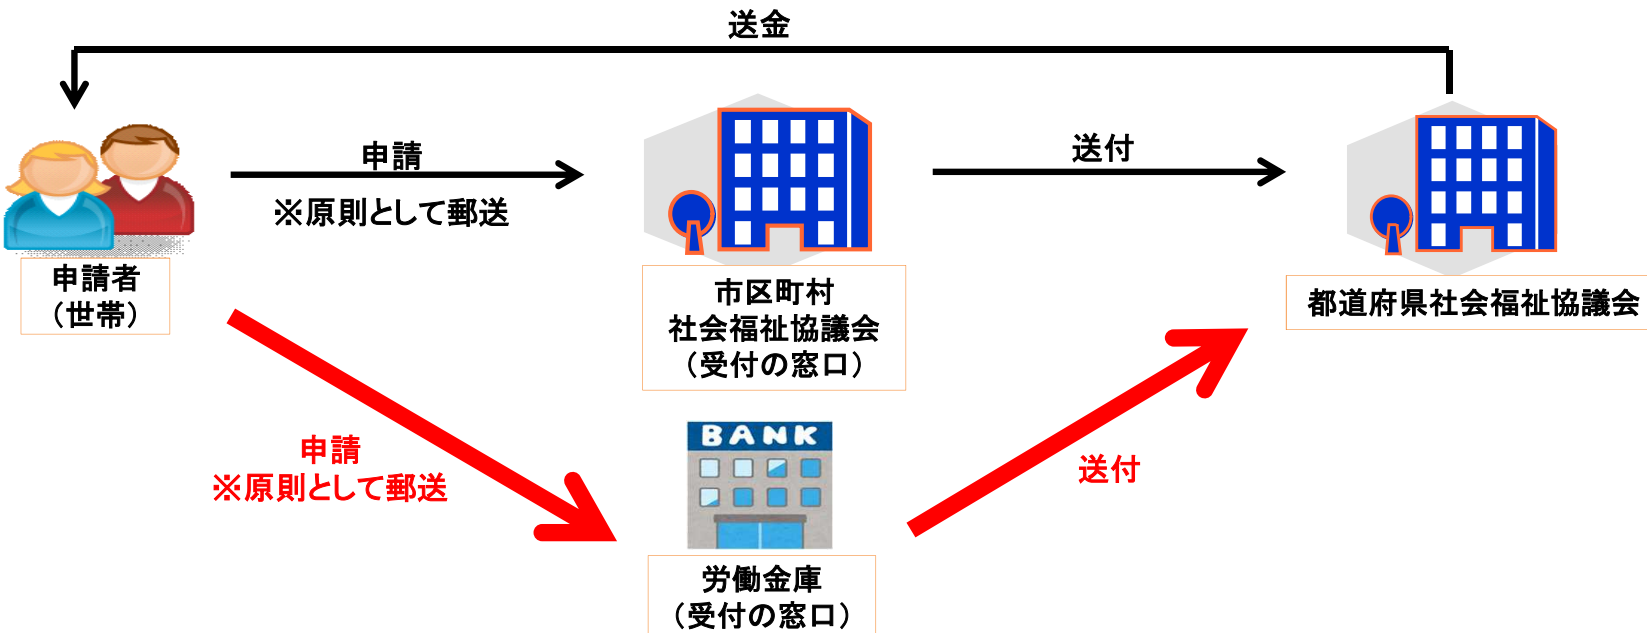 送金
申請
※原則として郵送
送付
申請者
（世帯）
市区町村
社会福祉協議会
（受付の窓口）
都道府県社会福祉協議会
申請
※原則として郵送
BANK
送付
労働金庫
（受付の窓口）